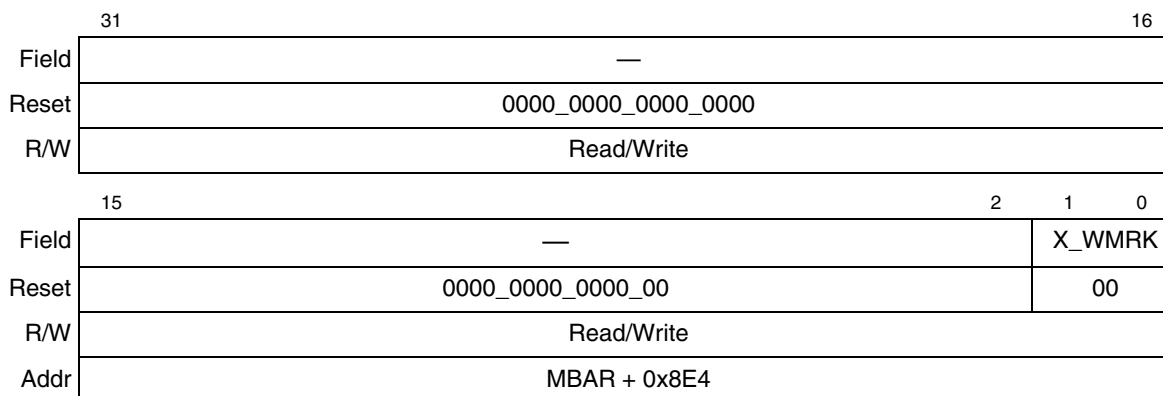 31 16
Field —
Reset 0000_0000_0000_0000
R/W Read/Write
15 2 1 0
Field — X_WMRK
Reset 0000_0000_0000_00 00
R/W Read/Write
Addr MBAR + 0x8E4